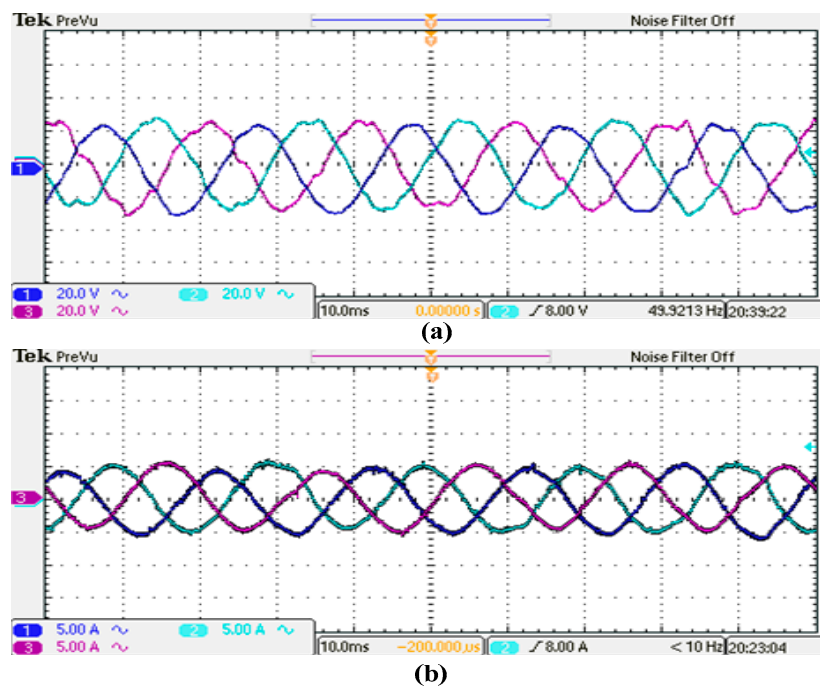 Tek PreVu Noise Filter Off
1
1 20.0 V 2 20.0 V
3 20.0 V 10.0ms 0.00000 s 2 8.00 V 49.9213 Hz 20:39:22
(a)
Tek PreVu Noise Filter Off
3
1 5.00 A 2 5.00 A
3 5.00 A 10.0ms -200.000μs 2 8.00 A < 10 Hz 20:23:04
(b)